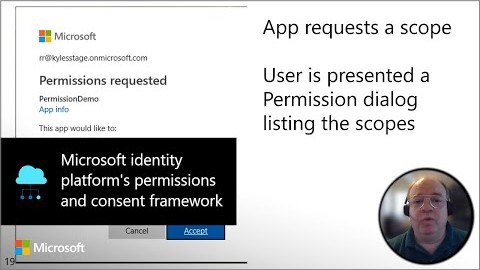 Microsoft
rr@kylesstage.onmicrosoft.com
Permissions requested
PermissionDemo
App info
This app would like to:
Microsoft identity
platform's permissions
and consent framework
Cancel
Accept
Microsoft
19
App requests a scope
User is presented a
Permission dialog
listing the scopes